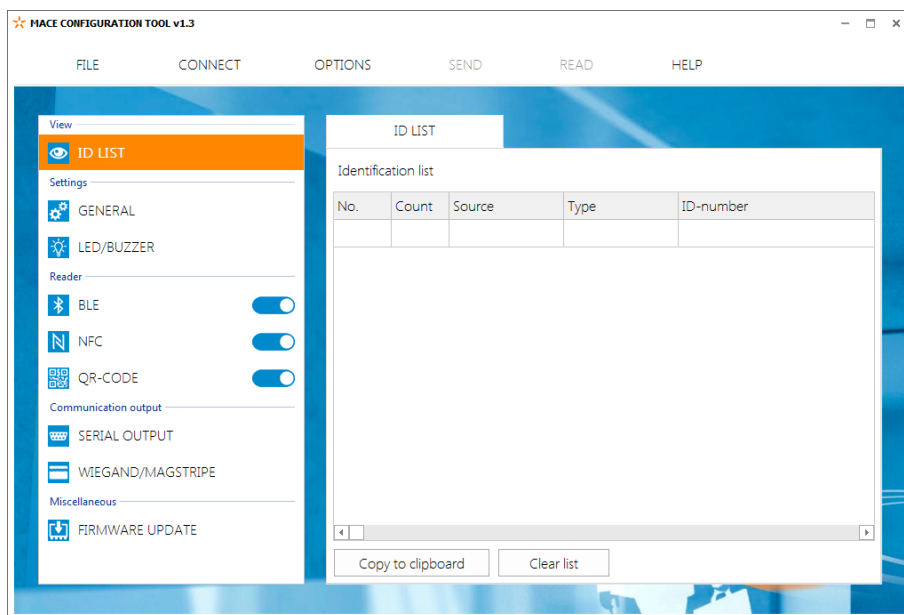 MACE CONFIGURATION TOOL v1.3
FILE CONNECT OPTIONS SEND READ HELP
View
ID LIST
Settings
GENERAL
LED/BUZZER
Reader
BLE
NFC
QR-CODE
Communication output
SERIAL OUTPUT
WIEGAND/MAGSTRIPE
Miscellaneous
FIRMWARE UPDATE
ID LIST
Identification list
No. Count Source Type ID-number
Copy to clipboard Clear list